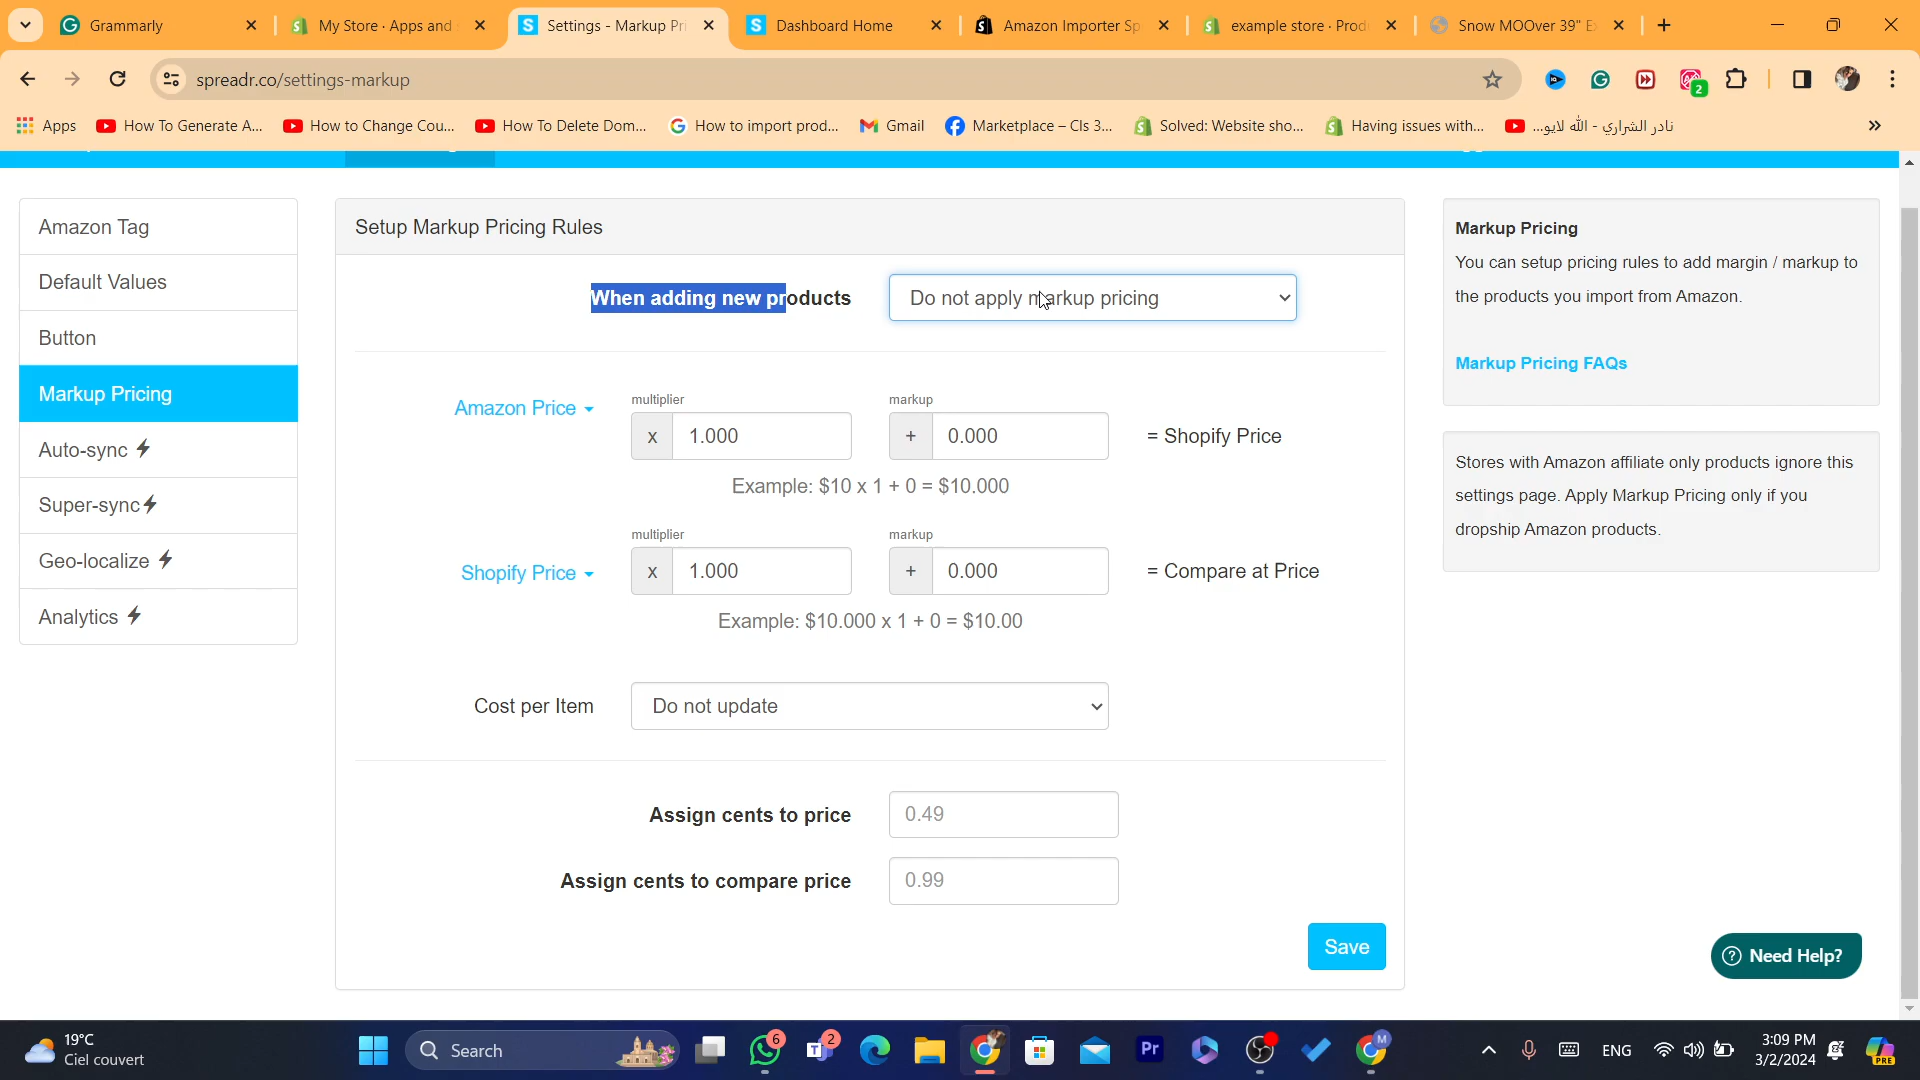 Grammarly
My Store · Apps and
Settings - Markup Pri
Dashboard Home
Amazon Importer Sp
example store · Prod
Snow MOOver 39" E
spreadr.co/settings-markup
2
Apps
How To Generate A...
How to Change Cou...
How To Delete Dom...
How to import prod...
Gmail
Marketplace – Cls 3...
Solved: Website sho...
Having issues with...
نادر الشراري - الله لايو...
Amazon Tag
Default Values
Button
Markup Pricing
Auto-sync
Super-sync
Geo-localize
Analytics
Setup Markup Pricing Rules
When adding new products
Do not apply markup pricing
Amazon Price
multiplier
x 1.000
markup
+ 0.000
= Shopify Price
Example: $10 x 1 + 0 = $10.000
Shopify Price
multiplier
x 1.000
markup
+ 0.000
= Compare at Price
Example: $10.000 x 1 + 0 = $10.00
Cost per Item
Do not update
Assign cents to price
0.49
Assign cents to compare price
0.99
Save
Markup Pricing
You can setup pricing rules to add margin / markup to
the products you import from Amazon.
Markup Pricing FAQs
Stores with Amazon affiliate only products ignore this
settings page. Apply Markup Pricing only if you
dropship Amazon products.
Need Help?
19°C
Ciel couvert
Search
6
2
Pr
M
ENG
3:09 PM
3/2/2024
PRE